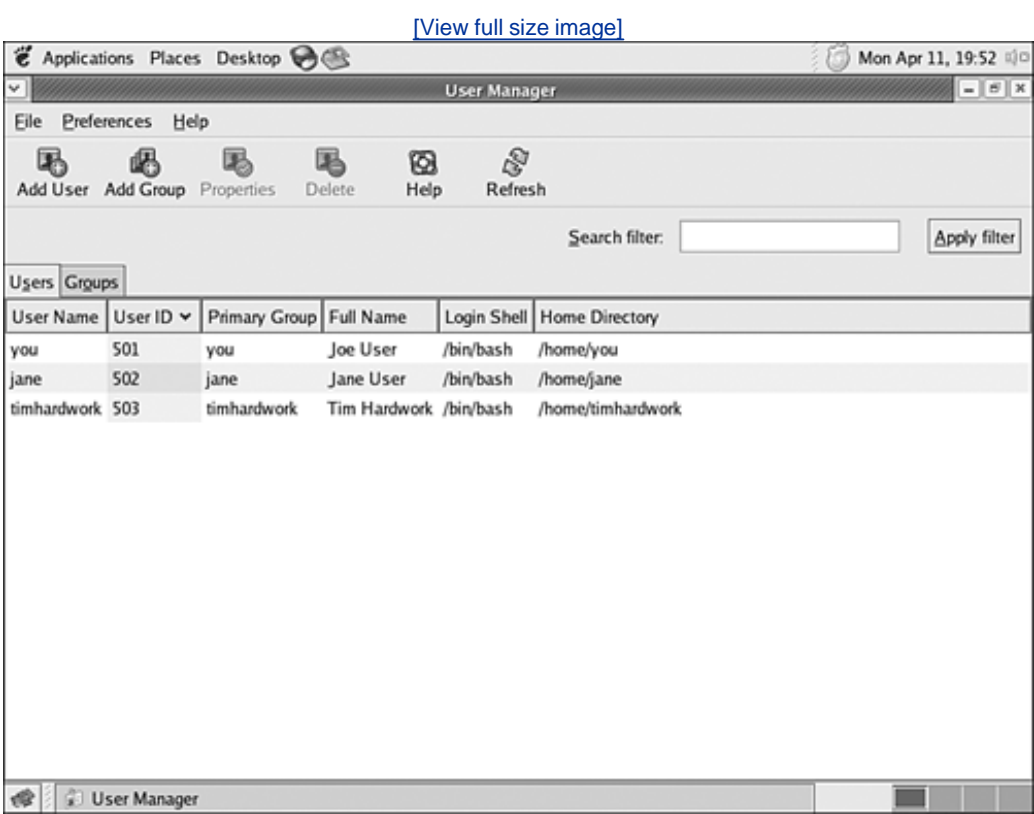 [View full size image]
Applications Places Desktop Mon Apr 11, 19:52
User Manager
File Preferences Help
Add User Add Group Properties Delete Help Refresh
Search filter: Apply filter
Users Groups
User Name User ID Primary Group Full Name Login Shell Home Directory
you 501 you Joe User /bin/bash /home/you
jane 502 jane Jane User /bin/bash /home/jane
timhardwork 503 timhardwork Tim Hardwork /bin/bash /home/timhardwork
User Manager